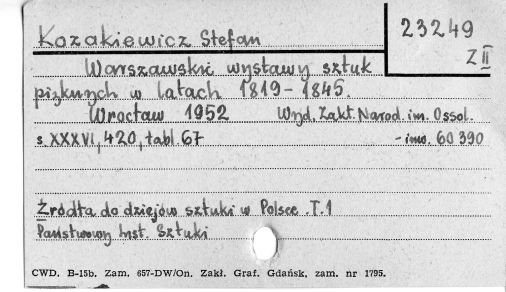 Kozakiewicz Stefan
23249
Z II
Warszawskie wystawy sztuk
pięknych w latach 1819-1845.
Wrocław 1952 Wyd. Zakł. Narod. im. Ossol.
s. XXXVI, 420, tabl. 67 - inw. 60390
Źródła do dziejów sztuki w Polsce .T.1
Państwowy Inst. Sztuki
CWD. B-15b. Zam. 657-DW/On. Zakł. Graf. Gdańsk, zam. nr 1795.